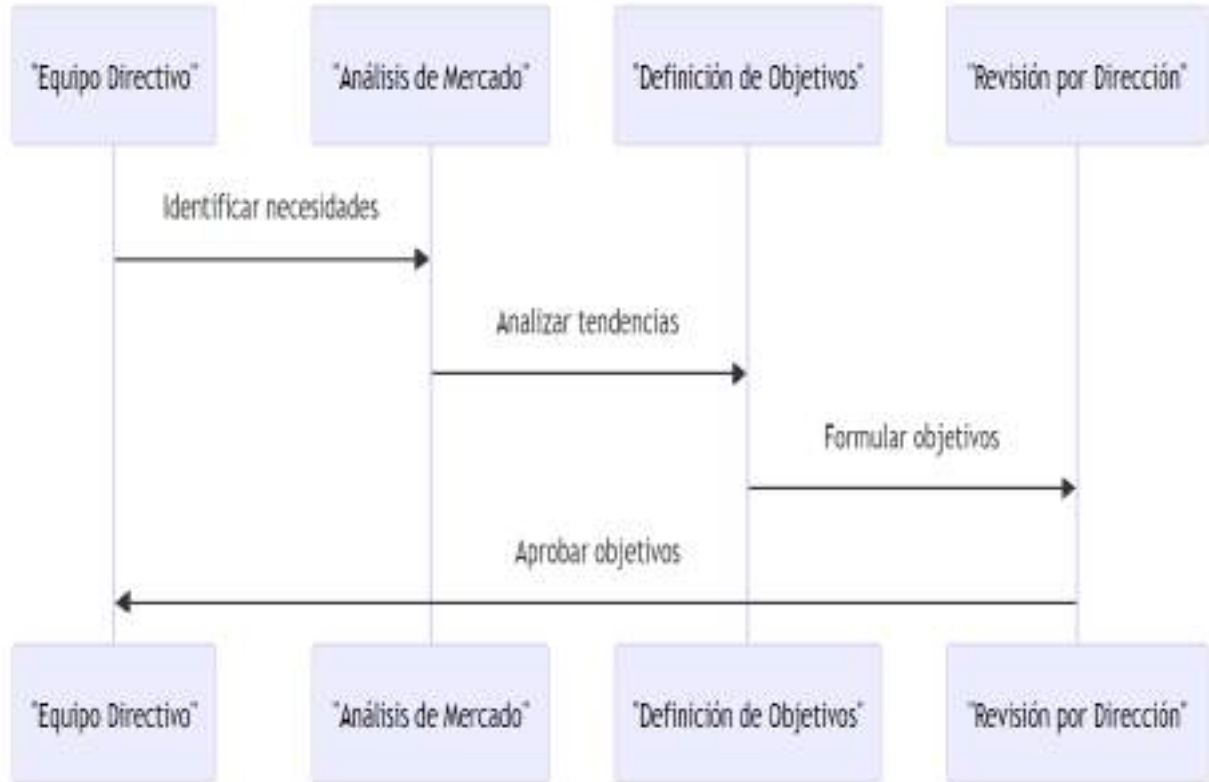 "Equipo Directivo"
"Análisis de Mercado"
"Definición de Objetivos"
"Revisión por Dirección"
Identificar necesidades
Analizar tendencias
Formular objetivos
Aprobar objetivos
"Equipo Directivo"
"Análisis de Mercado"
"Definición de Objetivos"
"Revisión por Dirección"